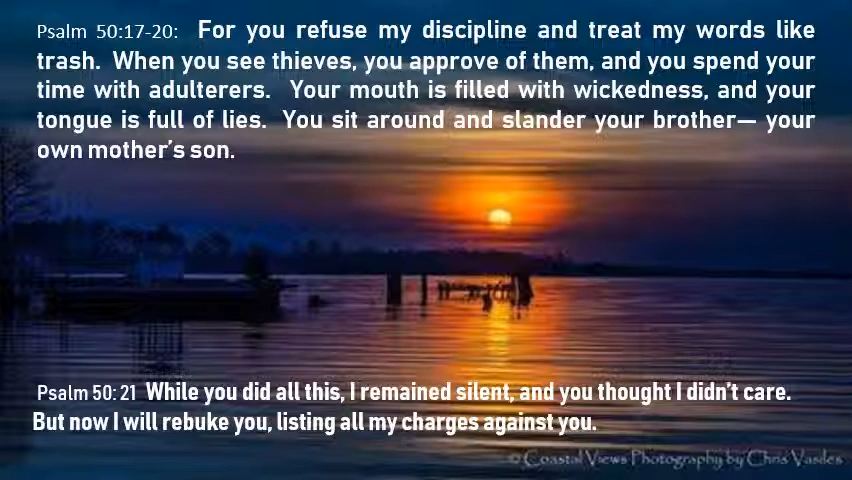 Psalm 50:17-20: For you refuse my discipline and treat my words like
trash. When you see thieves, you approve of them, and you spend your
time with adulterers. Your mouth is filled with wickedness, and your
tongue is full of lies. You sit around and slander your brother— your
own mother's son.
Psalm 50: 21 While you did all this, I remained silent, and you thought I didn't care.
But now I will rebuke you, listing all my charges against you.
© Coastal Views Photography by Chris